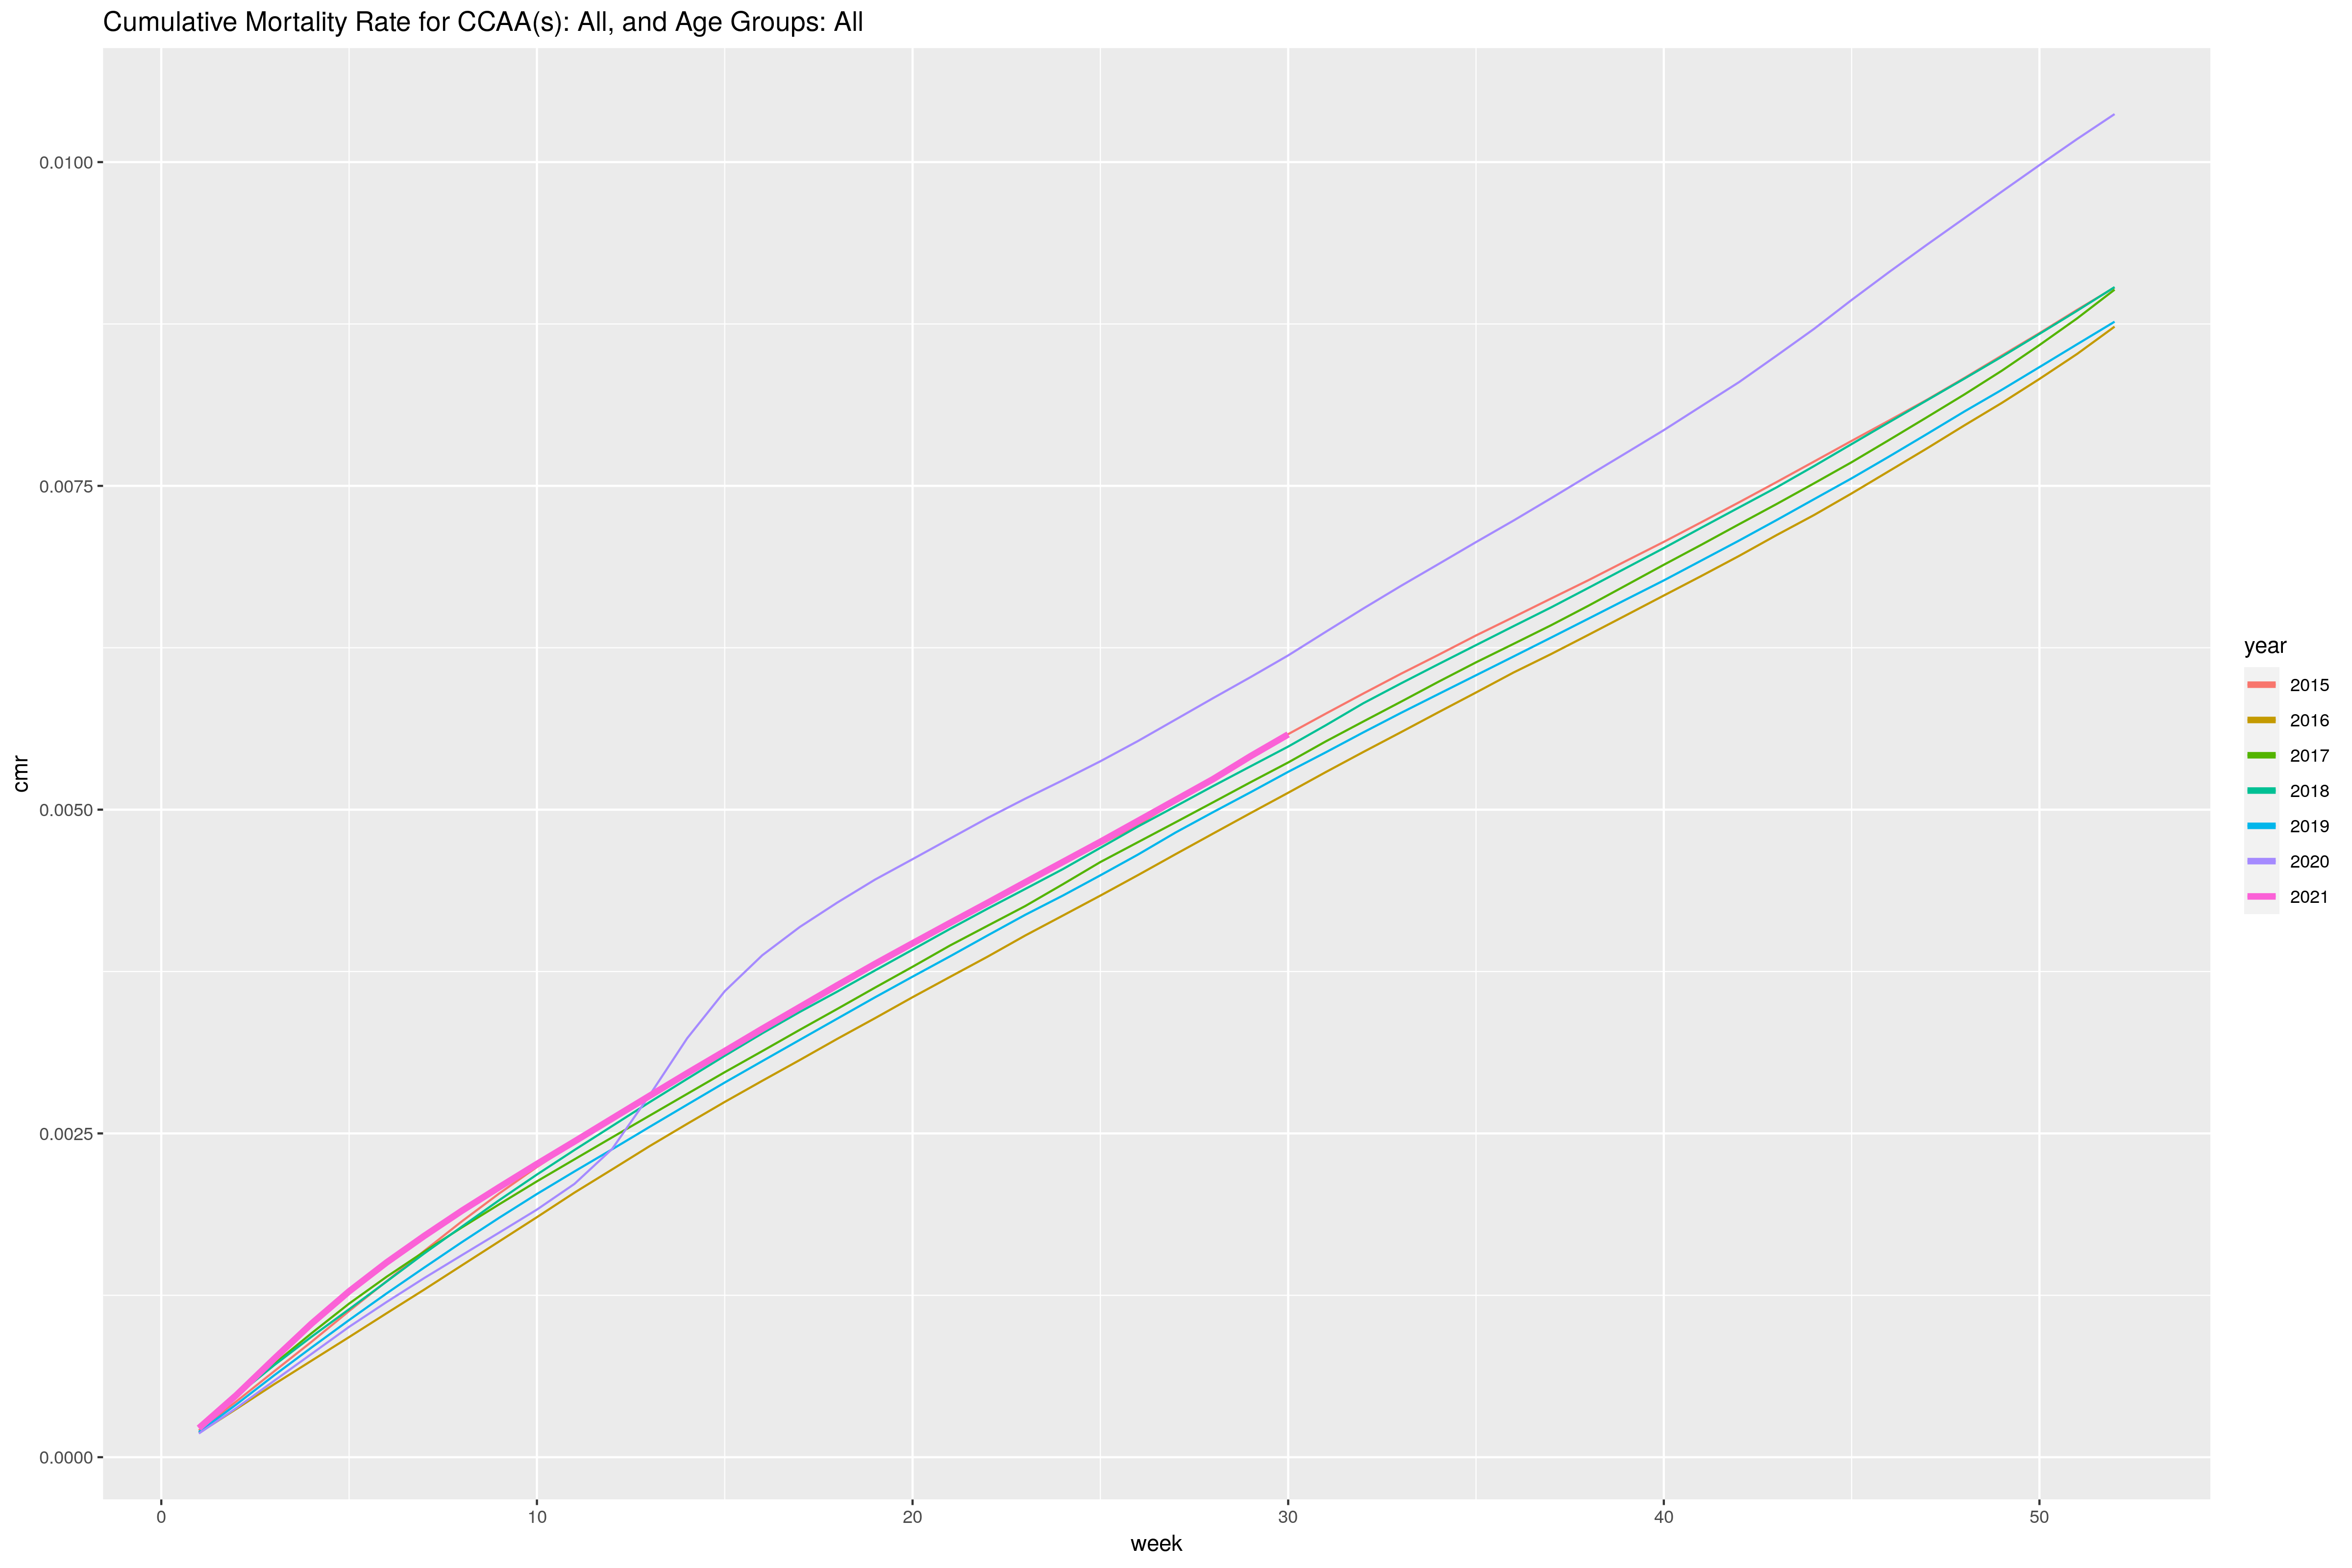 Cumulative Mortality Rate for CCAA(s): All, and Age Groups: All
0.0100
0.0075
0.0050
0.0025
0.0000
cmr
0 10 20 30 40 50
week
year
2015
2016
2017
2018
2019
2020
2021